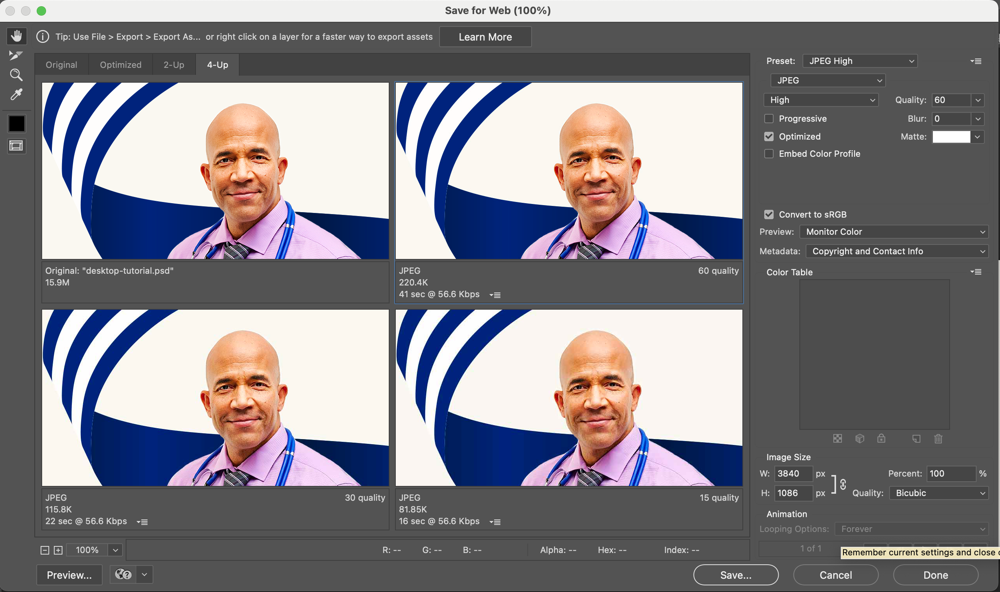 Save for Web (100%)
Tip: Use File > Export > Export As... or right click on a layer for a faster way to export assets
Learn More
Original
Optimized
2-Up
4-Up
Original: "desktop-tutorial.psd"
15.9M
JPEG
60 quality
220.4K
41 sec @ 56.6 Kbps
JPEG
30 quality
115.8K
22 sec @ 56.6 Kbps
JPEG
15 quality
81.85K
16 sec @ 56.6 Kbps
100%
R: --
G: --
B: --
Alpha: --
Hex: --
Index: --
Preview...
?
Preset:
JPEG High
JPEG
High
Quality:
60
Progressive
Blur:
0
Optimized
Matte:
Embed Color Profile
Convert to sRGB
Preview:
Monitor Color
Metadata:
Copyright and Contact Info
Color Table
Image Size
W:
3840
px
Percent:
100
%
H:
1086
px
Quality:
Bicubic
Animation
Looping Options:
Forever
1 of 1
Remember current settings and close
Save...
Cancel
Done